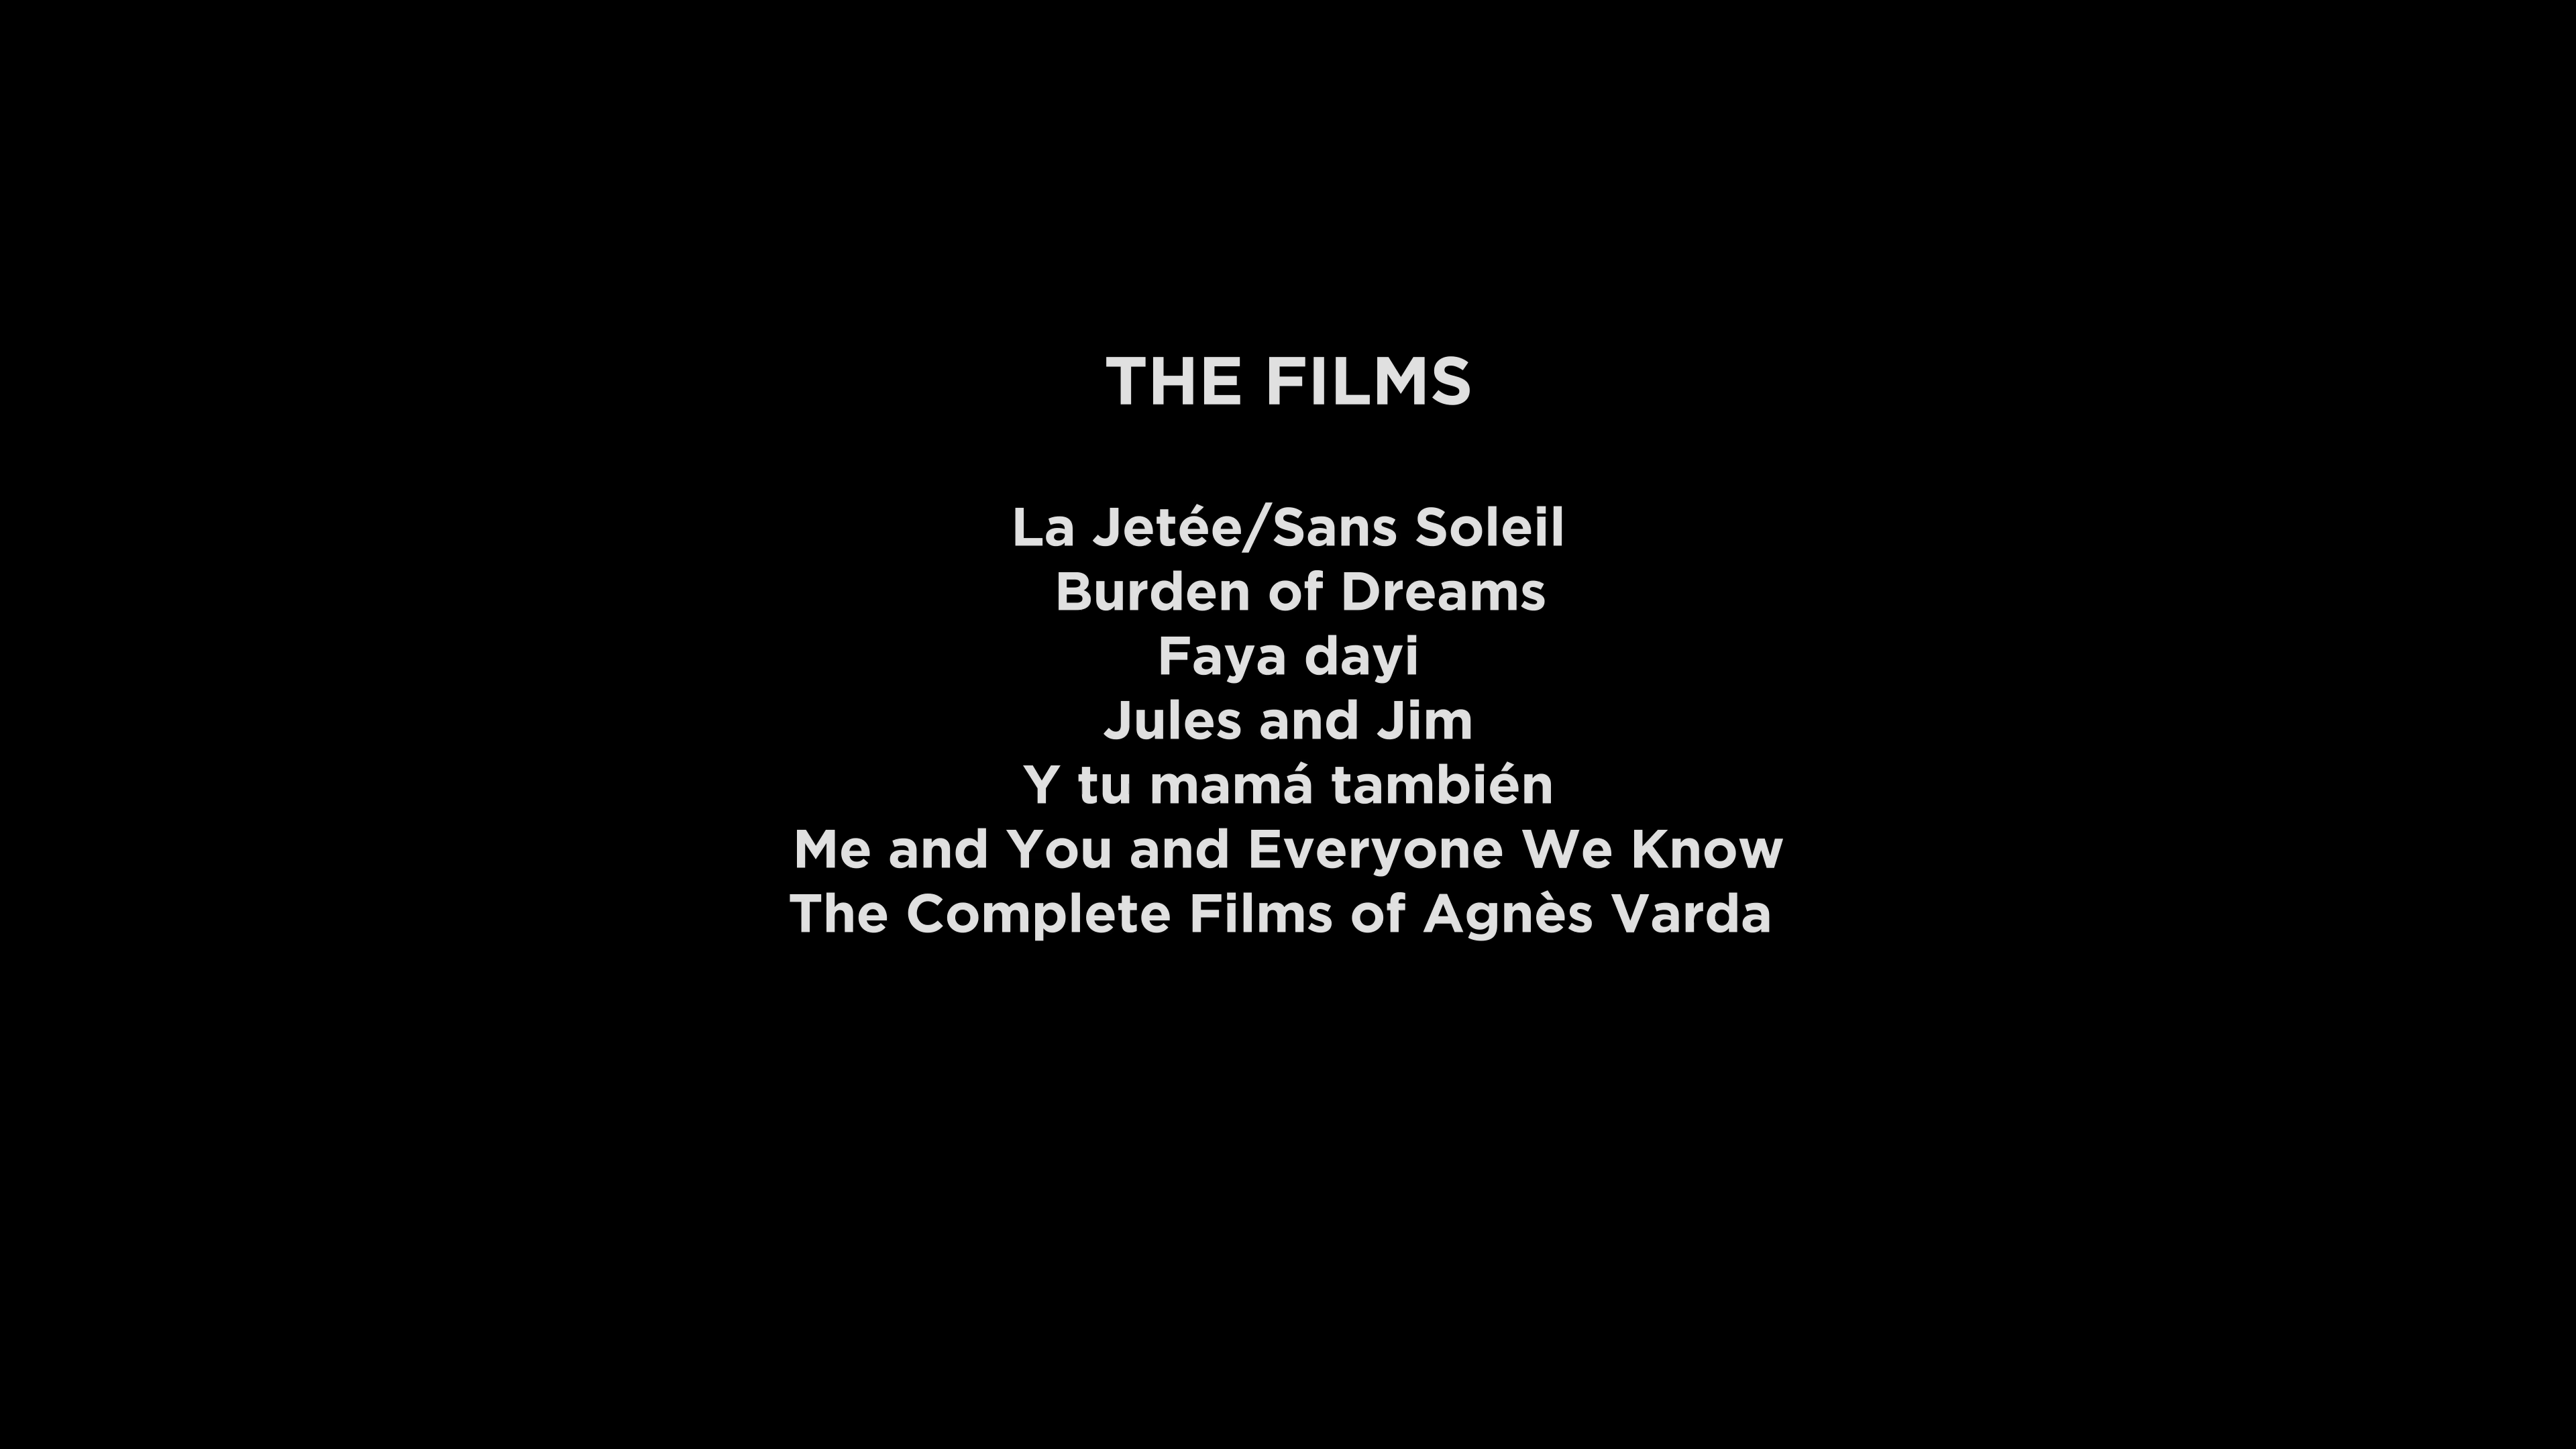 THE FILMS
La Jetée/Sans Soleil
Burden of Dreams
Faya dayi
Jules and Jim
Y tu mamá también
Me and You and Everyone We Know
The Complete Films of Agnès Varda